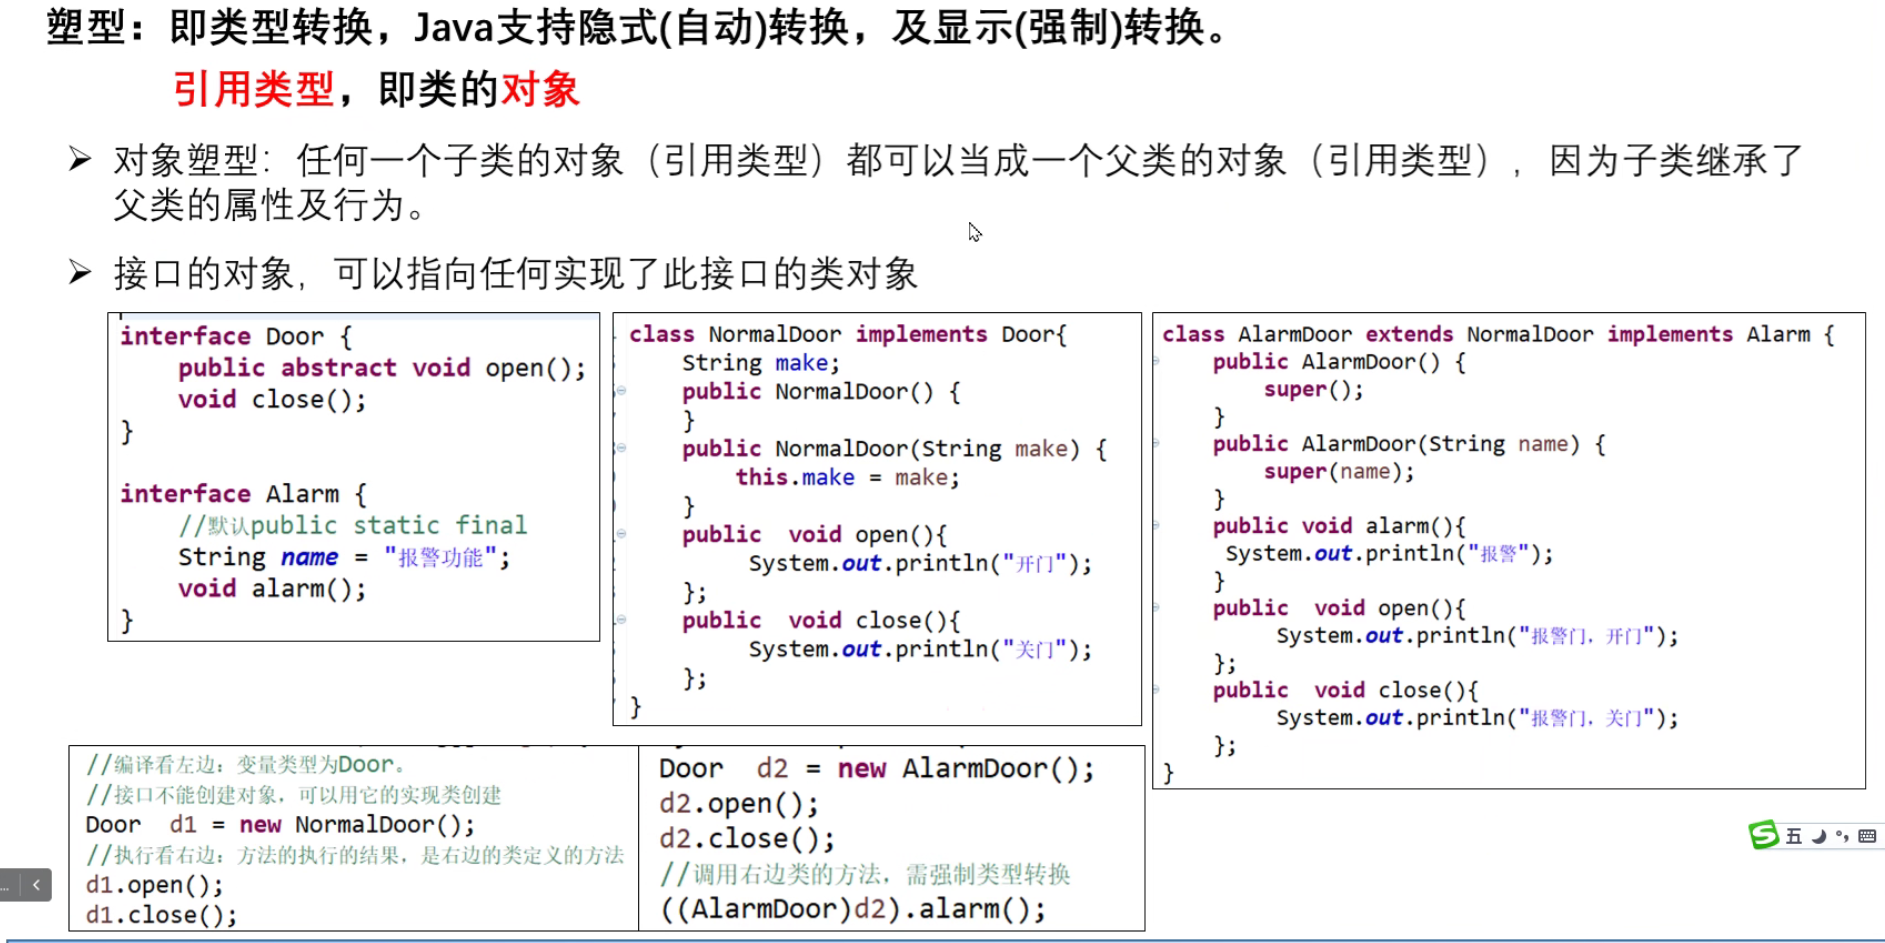 塑型：即类型转换，Java支持隐式(自动)转换，及显示(强制)转换。
引用类型，即类的对象
➢ 对象塑型：任何一个子类的对象（引用类型）都可以当成一个父类的对象（引用类型），因为子类继承了
父类的属性及行为。
➢ 接口的对象，可以指向任何实现了此接口的类对象
interface Door {
public abstract void open();
void close();
}
interface Alarm {
//默认public static final
String name = "报警功能";
void alarm();
}
class NormalDoor implements Door{
String make;
public NormalDoor() {
}
public NormalDoor(String make) {
this.make = make;
}
public  void open(){
System.out.println("开门");
};
public  void close(){
System.out.println("关门");
};
}
class AlarmDoor extends NormalDoor implements Alarm {
public AlarmDoor() {
super();
}
public AlarmDoor(String name) {
super(name);
}
public void alarm(){
System.out.println("报警");
}
public  void open(){
System.out.println("报警门，开门");
};
public  void close(){
System.out.println("报警门，关门");
};
}
//编译看左边：变量类型为Door。
//接口不能创建对象，可以用它的实现类创建
Door  d1 = new NormalDoor();
//执行看右边：方法的执行的结果，是右边的类定义的方法
d1.open();
d1.close();
Door  d2 = new AlarmDoor();
d2.open();
d2.close();
//调用右边类的方法，需强制类型转换
((AlarmDoor)d2).alarm();
S 五